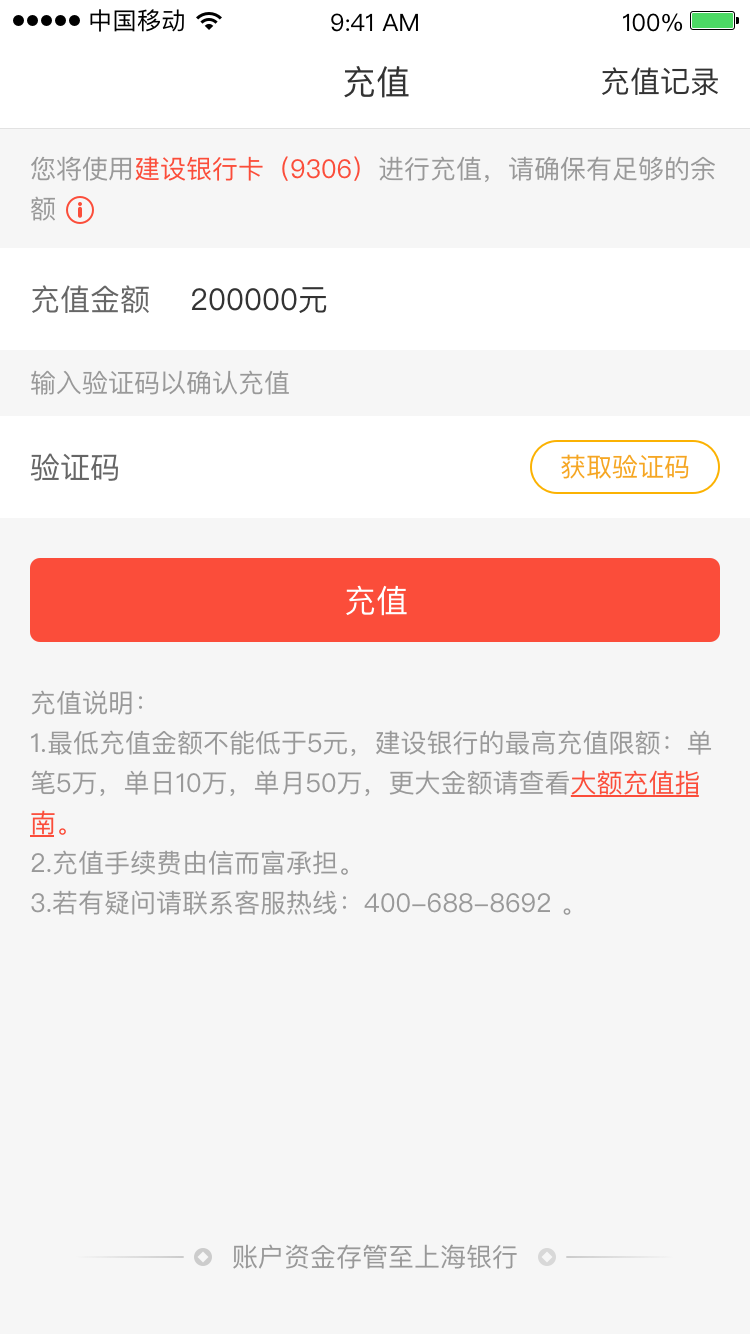 中国移动 9:41 AM 100%
充值 充值记录
您将使用建设银行卡（9306）进行充值，请确保有足够的余
额
充值金额 200000元
输入验证码以确认充值
验证码 获取验证码
充值
充值说明：
1.最低充值金额不能低于5元，建设银行的最高充值限额：单
笔5万，单日10万，单月50万，更大金额请查看大额充值指
南。
2.充值手续费由信而富承担。
3.若有疑问请联系客服热线：400-688-8692 。
账户资金存管至上海银行